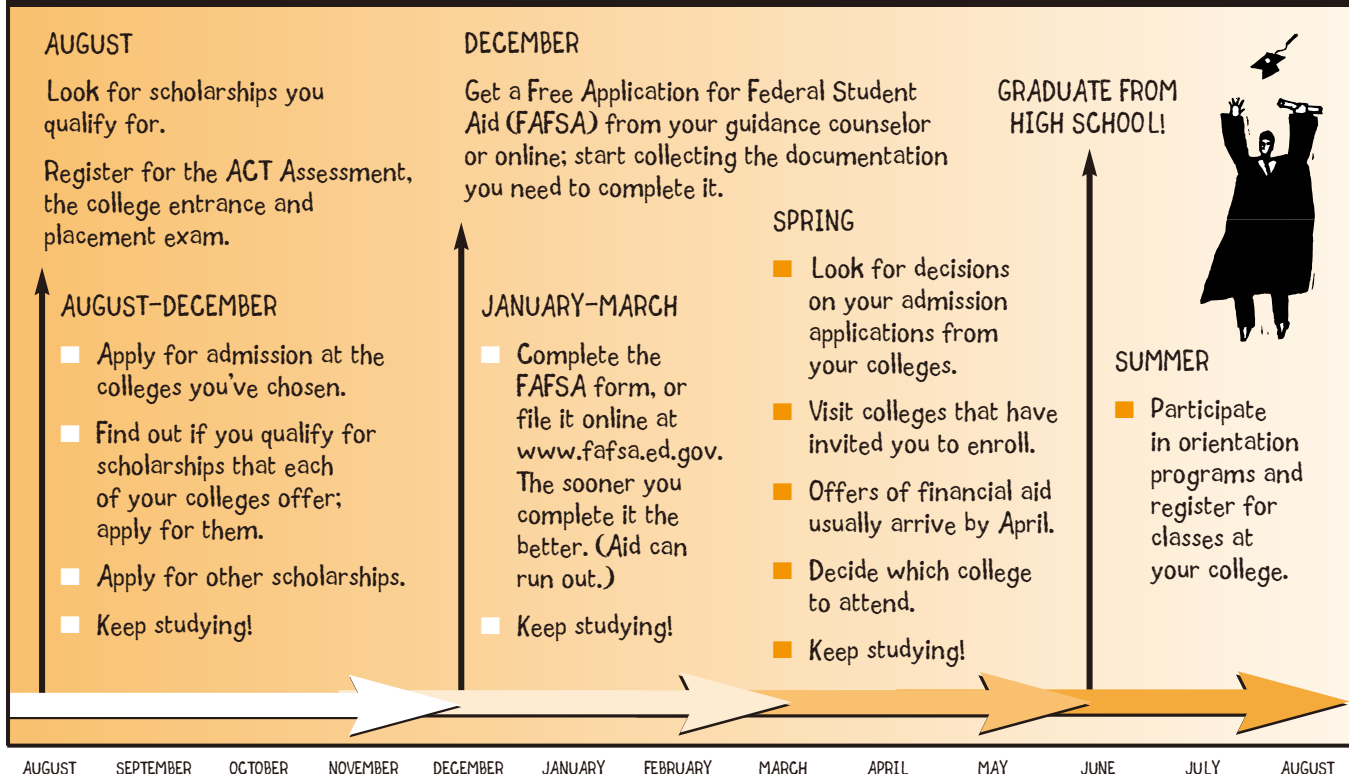 AUGUST
Look for scholarships you
qualify for.
Register for the ACT Assessment,
the college entrance and
placement exam.
AUGUST–DECEMBER
Apply for admission at the
colleges you've chosen.
Find out if you qualify for
scholarships that each
of your colleges offer;
apply for them.
Apply for other scholarships.
Keep studying!
DECEMBER
Get a Free Application for Federal Student
Aid (FAFSA) from your guidance counselor
or online; start collecting the documentation
you need to complete it.
JANUARY–MARCH
Complete the
FAFSA form, or
file it online at
www.fafsa.ed.gov.
The sooner you
complete it the
better. (Aid can
run out.)
Keep studying!
SPRING
Look for decisions
on your admission
applications from
your colleges.
Visit colleges that have
invited you to enroll.
Offers of financial aid
usually arrive by April.
Decide which college
to attend.
Keep studying!
GRADUATE FROM
HIGH SCHOOL!
SUMMER
Participate
in orientation
programs and
register for
classes at
your college.
AUGUST SEPTEMBER OCTOBER NOVEMBER DECEMBER JANUARY FEBRUARY MARCH APRIL MAY JUNE JULY AUGUST